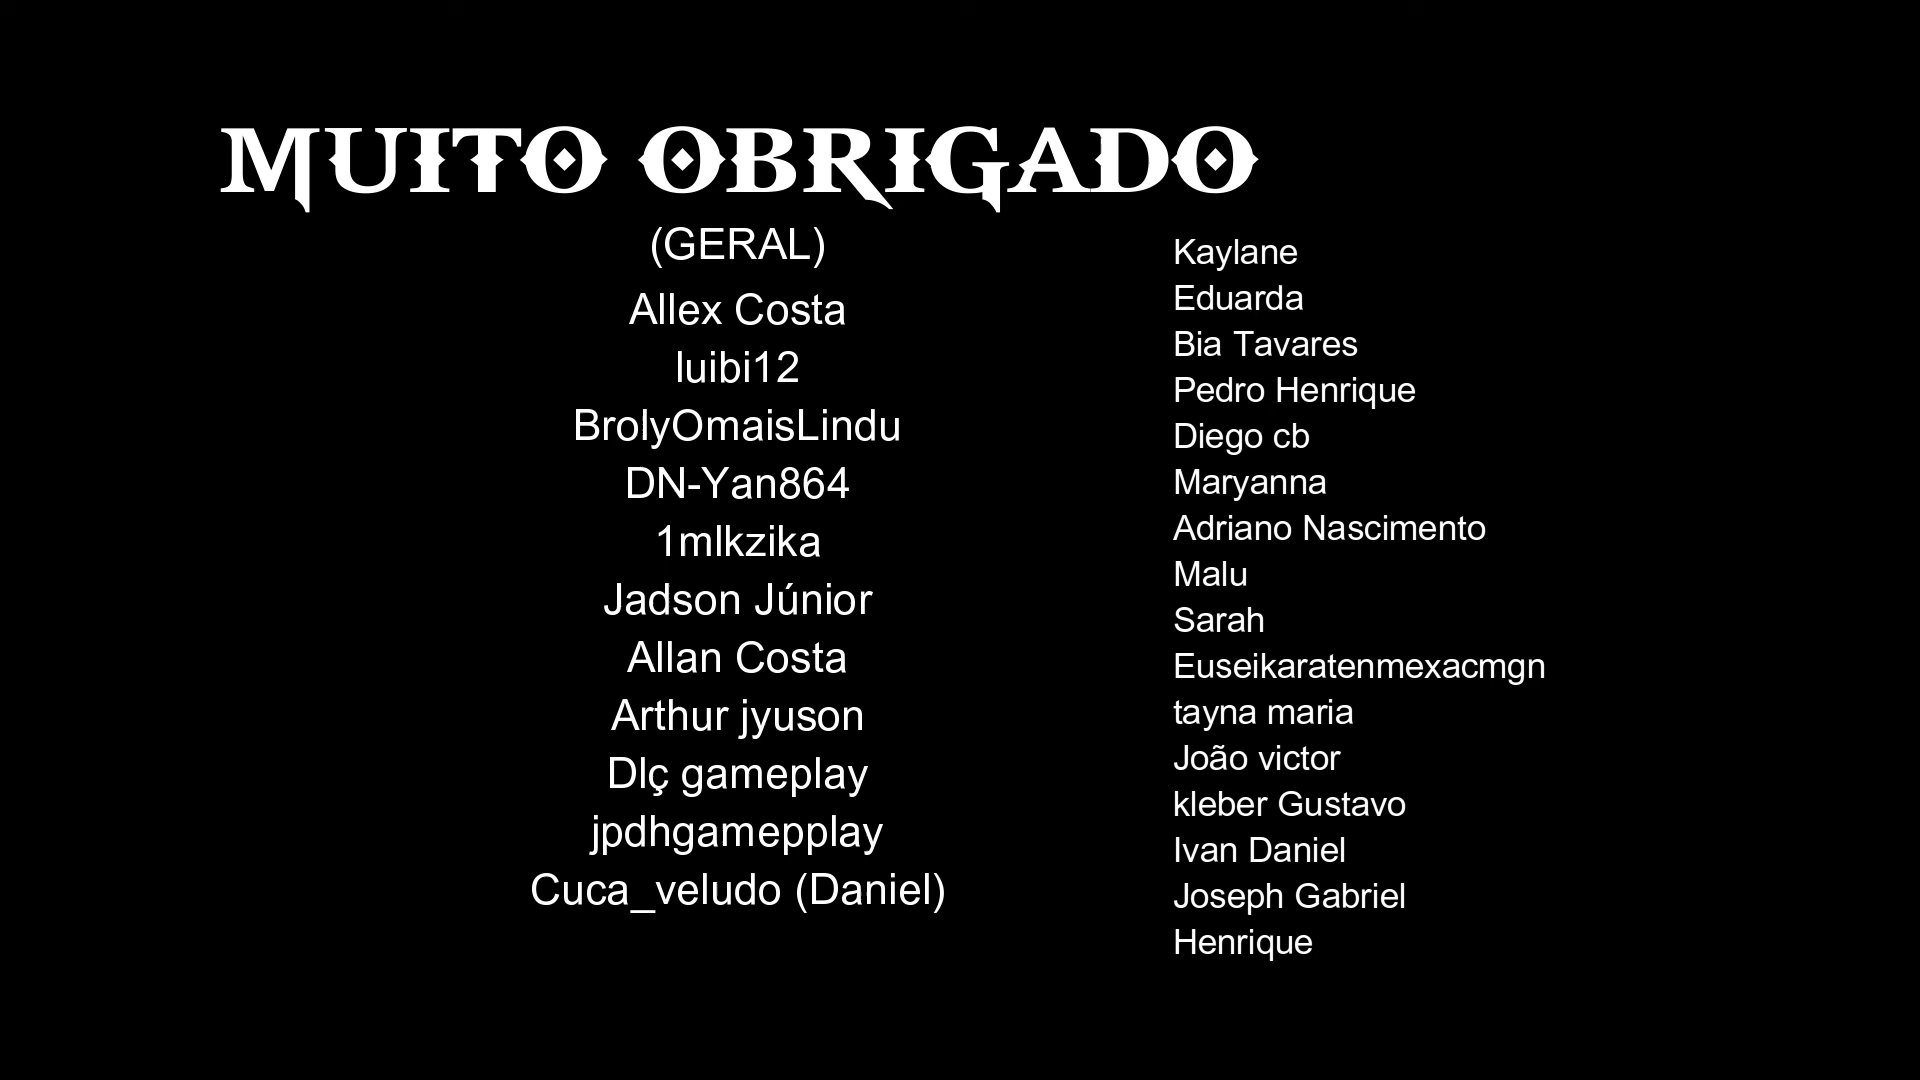 MUITO OBRIGADO
(GERAL)
Allex Costa
luibi12
BrolyOmaisLindu
DN-Yan864
1mlkzika
Jadson Júnior
Allan Costa
Arthur jyuson
Dlç gameplay
jpdhgamepplay
Cuca_veludo (Daniel)
Kaylane
Eduarda
Bia Tavares
Pedro Henrique
Diego cb
Maryanna
Adriano Nascimento
Malu
Sarah
Euseikaratenmexacmgn
tayna maria
João victor
kleber Gustavo
Ivan Daniel
Joseph Gabriel
Henrique